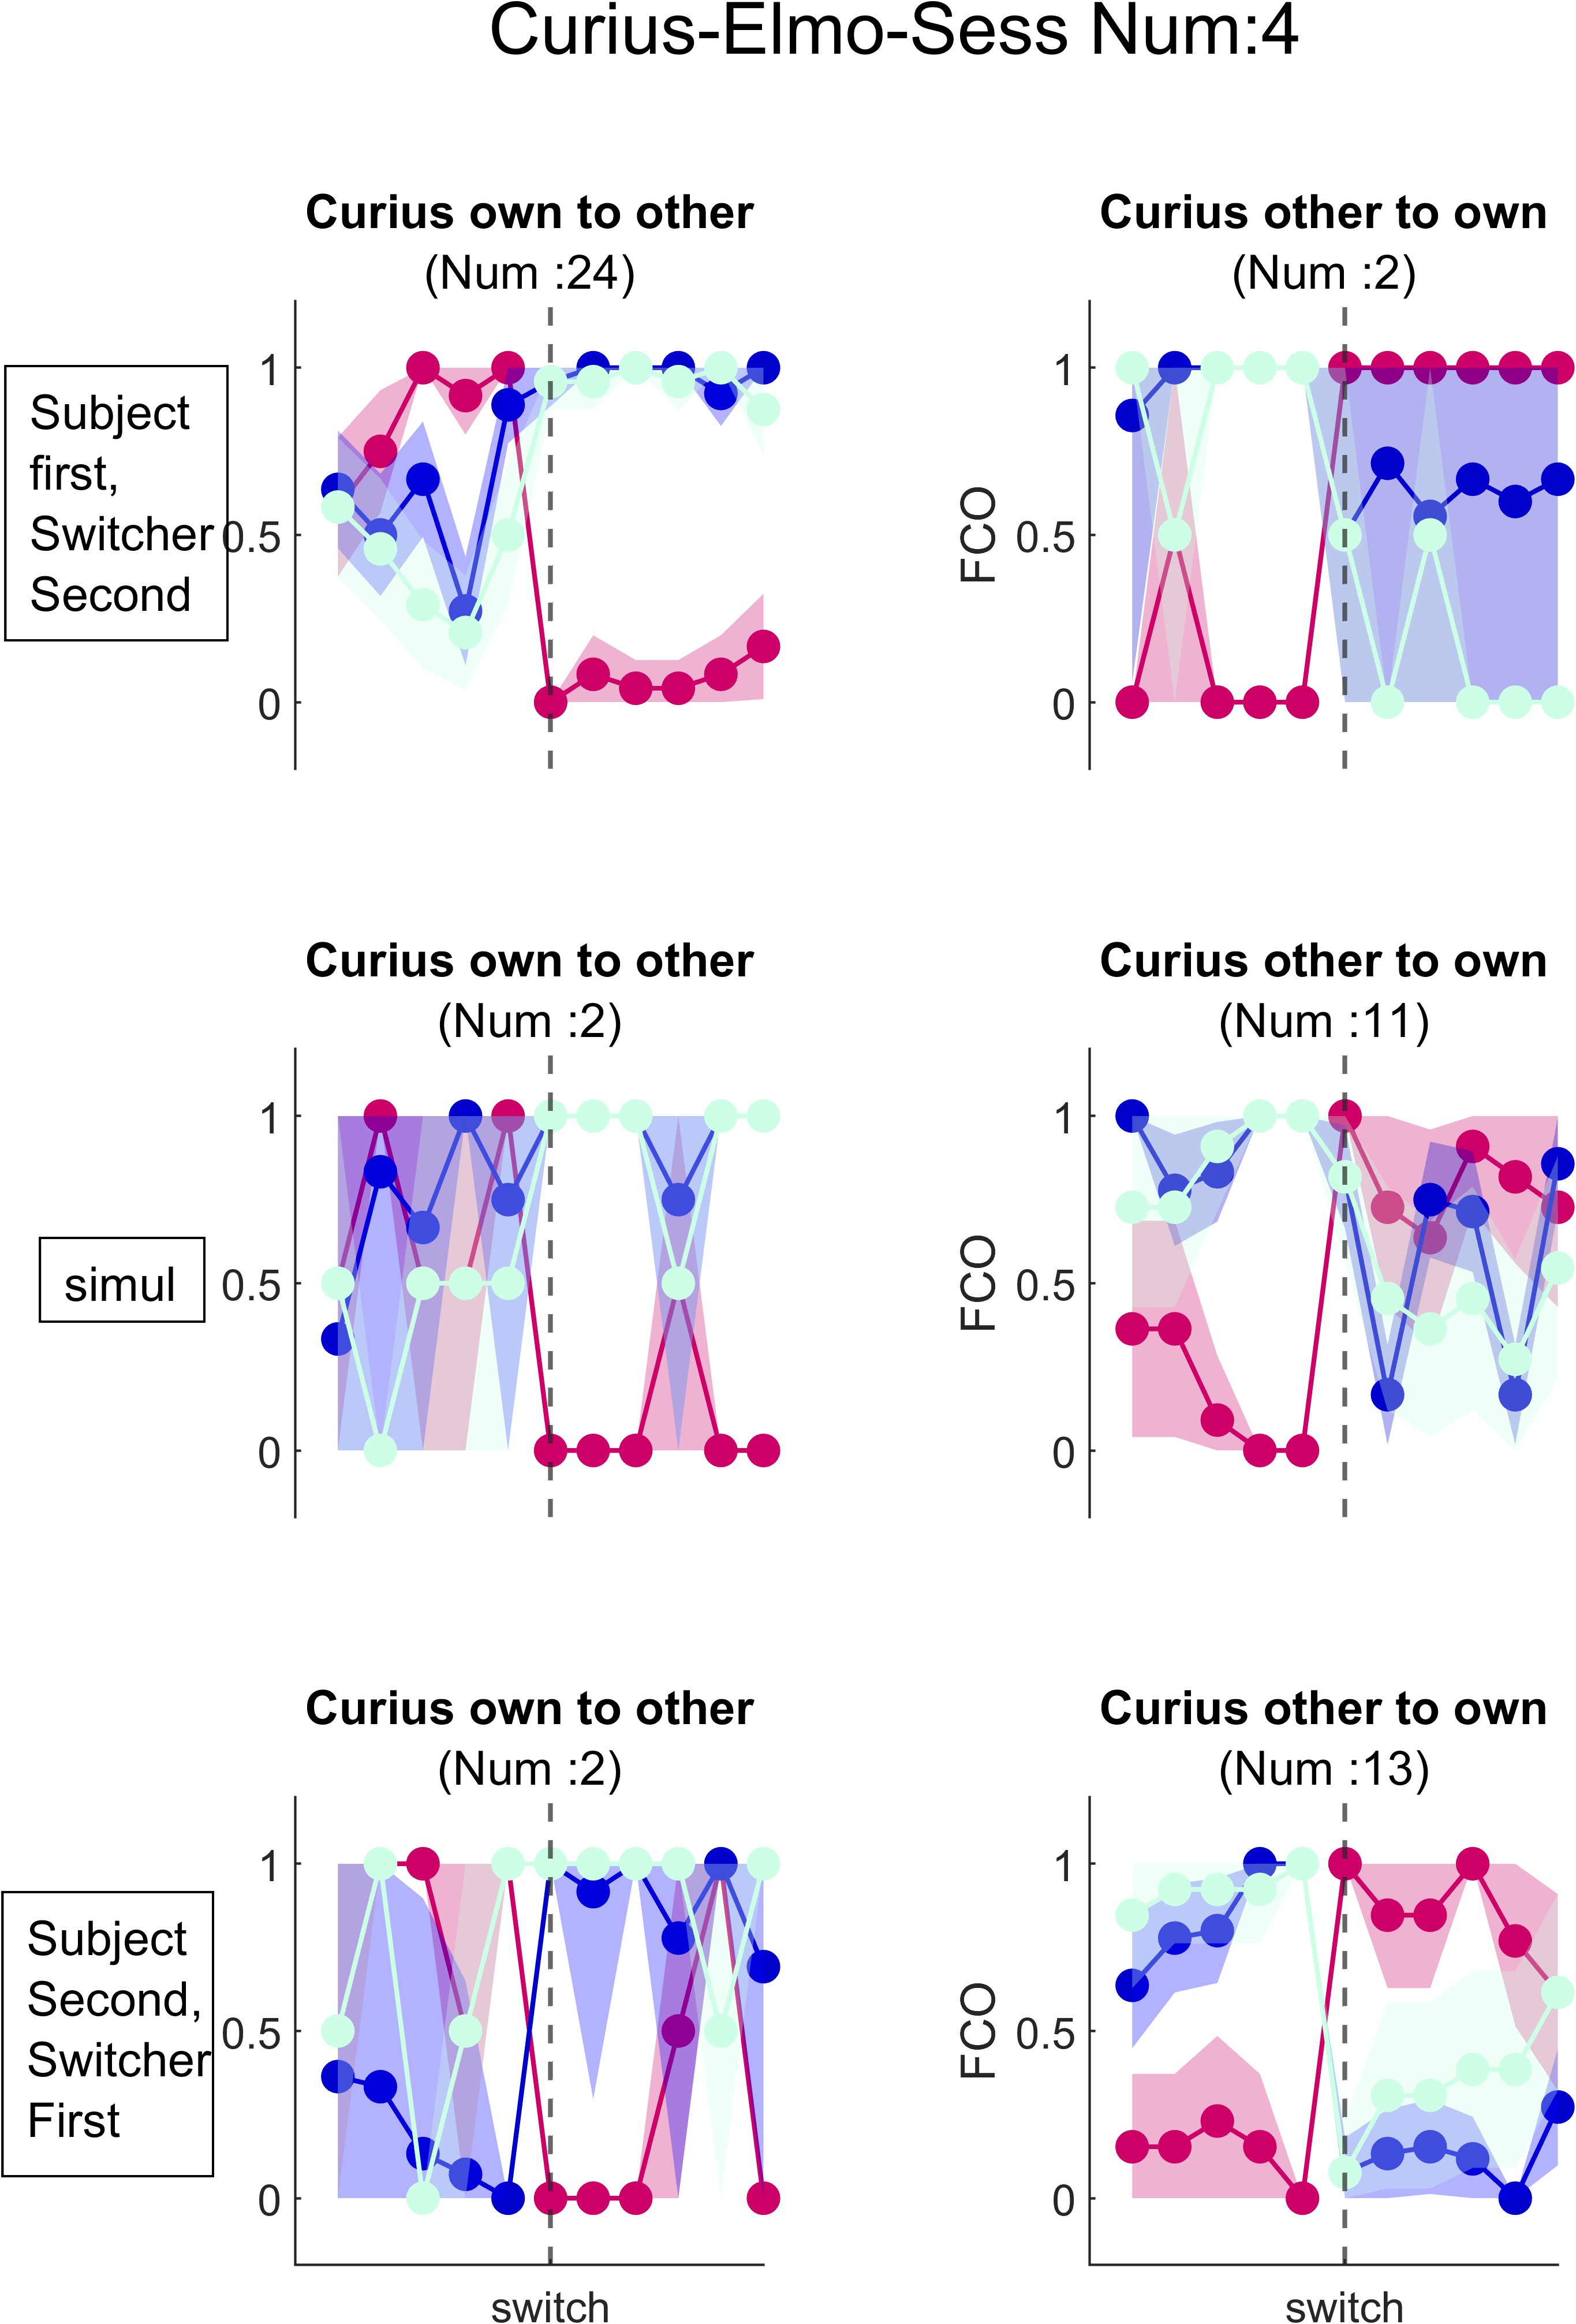 Curius-Elmo-Sess Num:4
Curius own to other
(Num :24)
Curius other to own
(Num :2)
Subject
first,
Switcher
Second
1
0.5
0
FCO
1
0.5
0
Curius own to other
(Num :2)
Curius other to own
(Num :11)
simul
1
0.5
0
FCO
1
0.5
0
Curius own to other
(Num :2)
Curius other to own
(Num :13)
Subject
Second,
Switcher
First
1
0.5
0
FCO
1
0.5
0
switch
switch